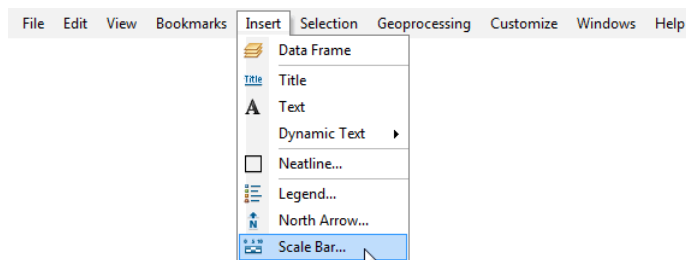 File Edit View Bookmarks Insert Selection Geoprocessing Customize Windows Help
Data Frame
Title Title
A Text
Dynamic Text
Neatline...
Legend...
N North Arrow...
Scale Bar...